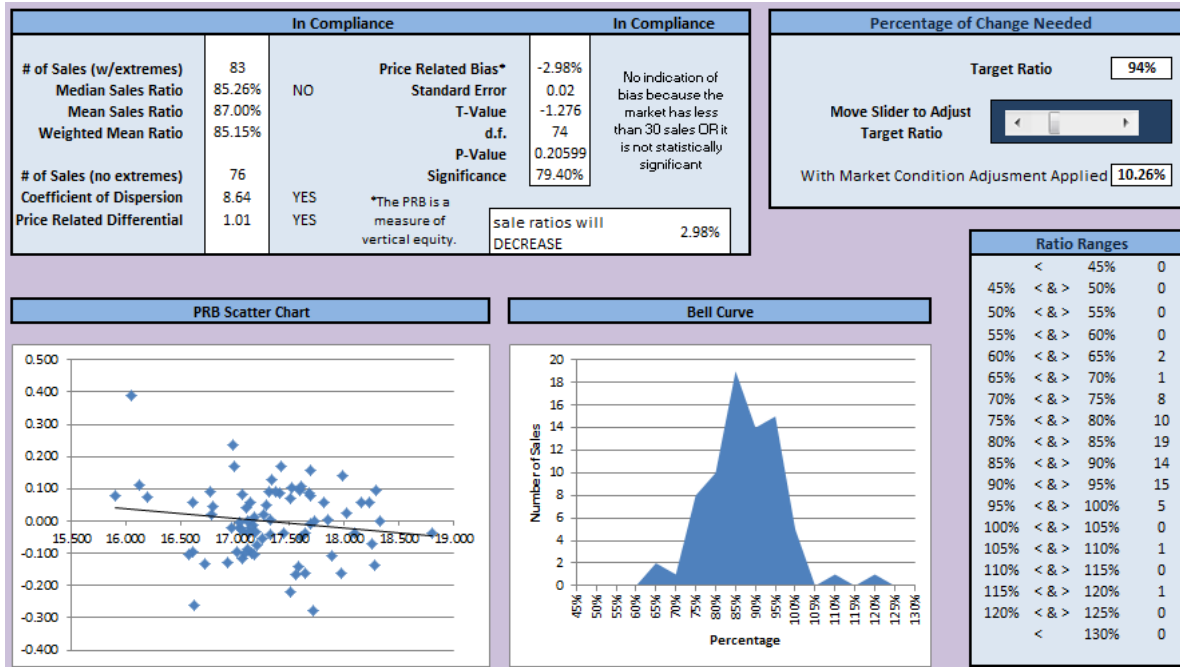 In Compliance In Compliance
# of Sales (w/extremes) 83 Price Related Bias* -2.98%
Median Sales Ratio 85.26% NO Standard Error 0.02
Mean Sales Ratio 87.00% T-Value -1.276
Weighted Mean Ratio 85.15% d.f. 74
P-Value 0.20599
# of Sales (no extremes) 76 Significance 79.40%
Coefficient of Dispersion 8.64 YES
Price Related Differential 1.01 YES
No indication of
bias because the
market has less
than 30 sales OR it
is not statistically
significant
*The PRB is a
measure of
vertical equity.
sale ratios will
DECREASE 2.98%
Percentage of Change Needed
Target Ratio 94%
Move Slider to Adjust
Target Ratio
With Market Condition Adjusment Applied 10.26%
Ratio Ranges
< 45% 0
45% < & > 50% 0
50% < & > 55% 0
55% < & > 60% 0
60% < & > 65% 2
65% < & > 70% 1
70% < & > 75% 8
75% < & > 80% 10
80% < & > 85% 19
85% < & > 90% 14
90% < & > 95% 15
95% < & > 100% 5
100% < & > 105% 0
105% < & > 110% 1
110% < & > 115% 0
115% < & > 120% 1
120% < & > 125% 0
< 130% 0
PRB Scatter Chart
0.500
0.400
0.300
0.200
0.100
0.000
-0.100
-0.200
-0.300
-0.400
15.500 16.000 16.500 17.000 17.500 18.000 18.500 19.000
Bell Curve
Number of Sales
20
18
16
14
12
10
8
6
4
2
0
45% 50% 55% 60% 65% 70% 75% 80% 85% 90% 95% 100% 105% 110% 115% 120% 125% 130%
Percentage